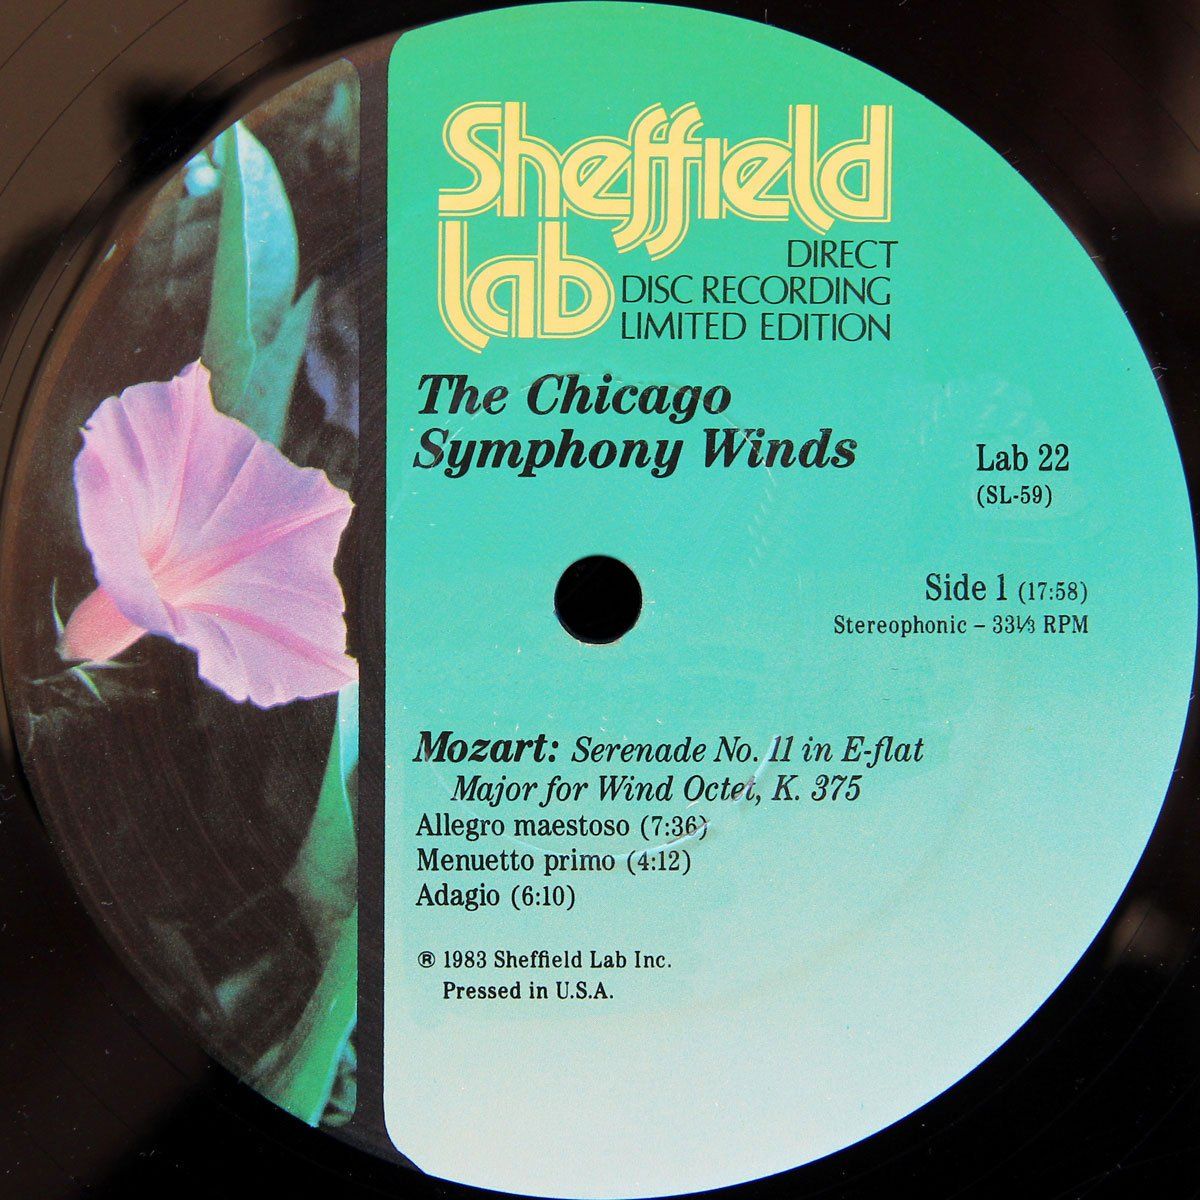 Sheffield
Lab
DIRECT
DISC RECORDING
LIMITED EDITION
The Chicago
Symphony Winds
Lab 22
(SL-59)
Side 1 (17:58)
Stereophonic – 33⅓ RPM
Mozart: Serenade No. 11 in E-flat
Major for Wind Octet, K. 375
Allegro maestoso (7:36)
Menuetto primo (4:12)
Adagio (6:10)
® 1983 Sheffield Lab Inc.
Pressed in U.S.A.